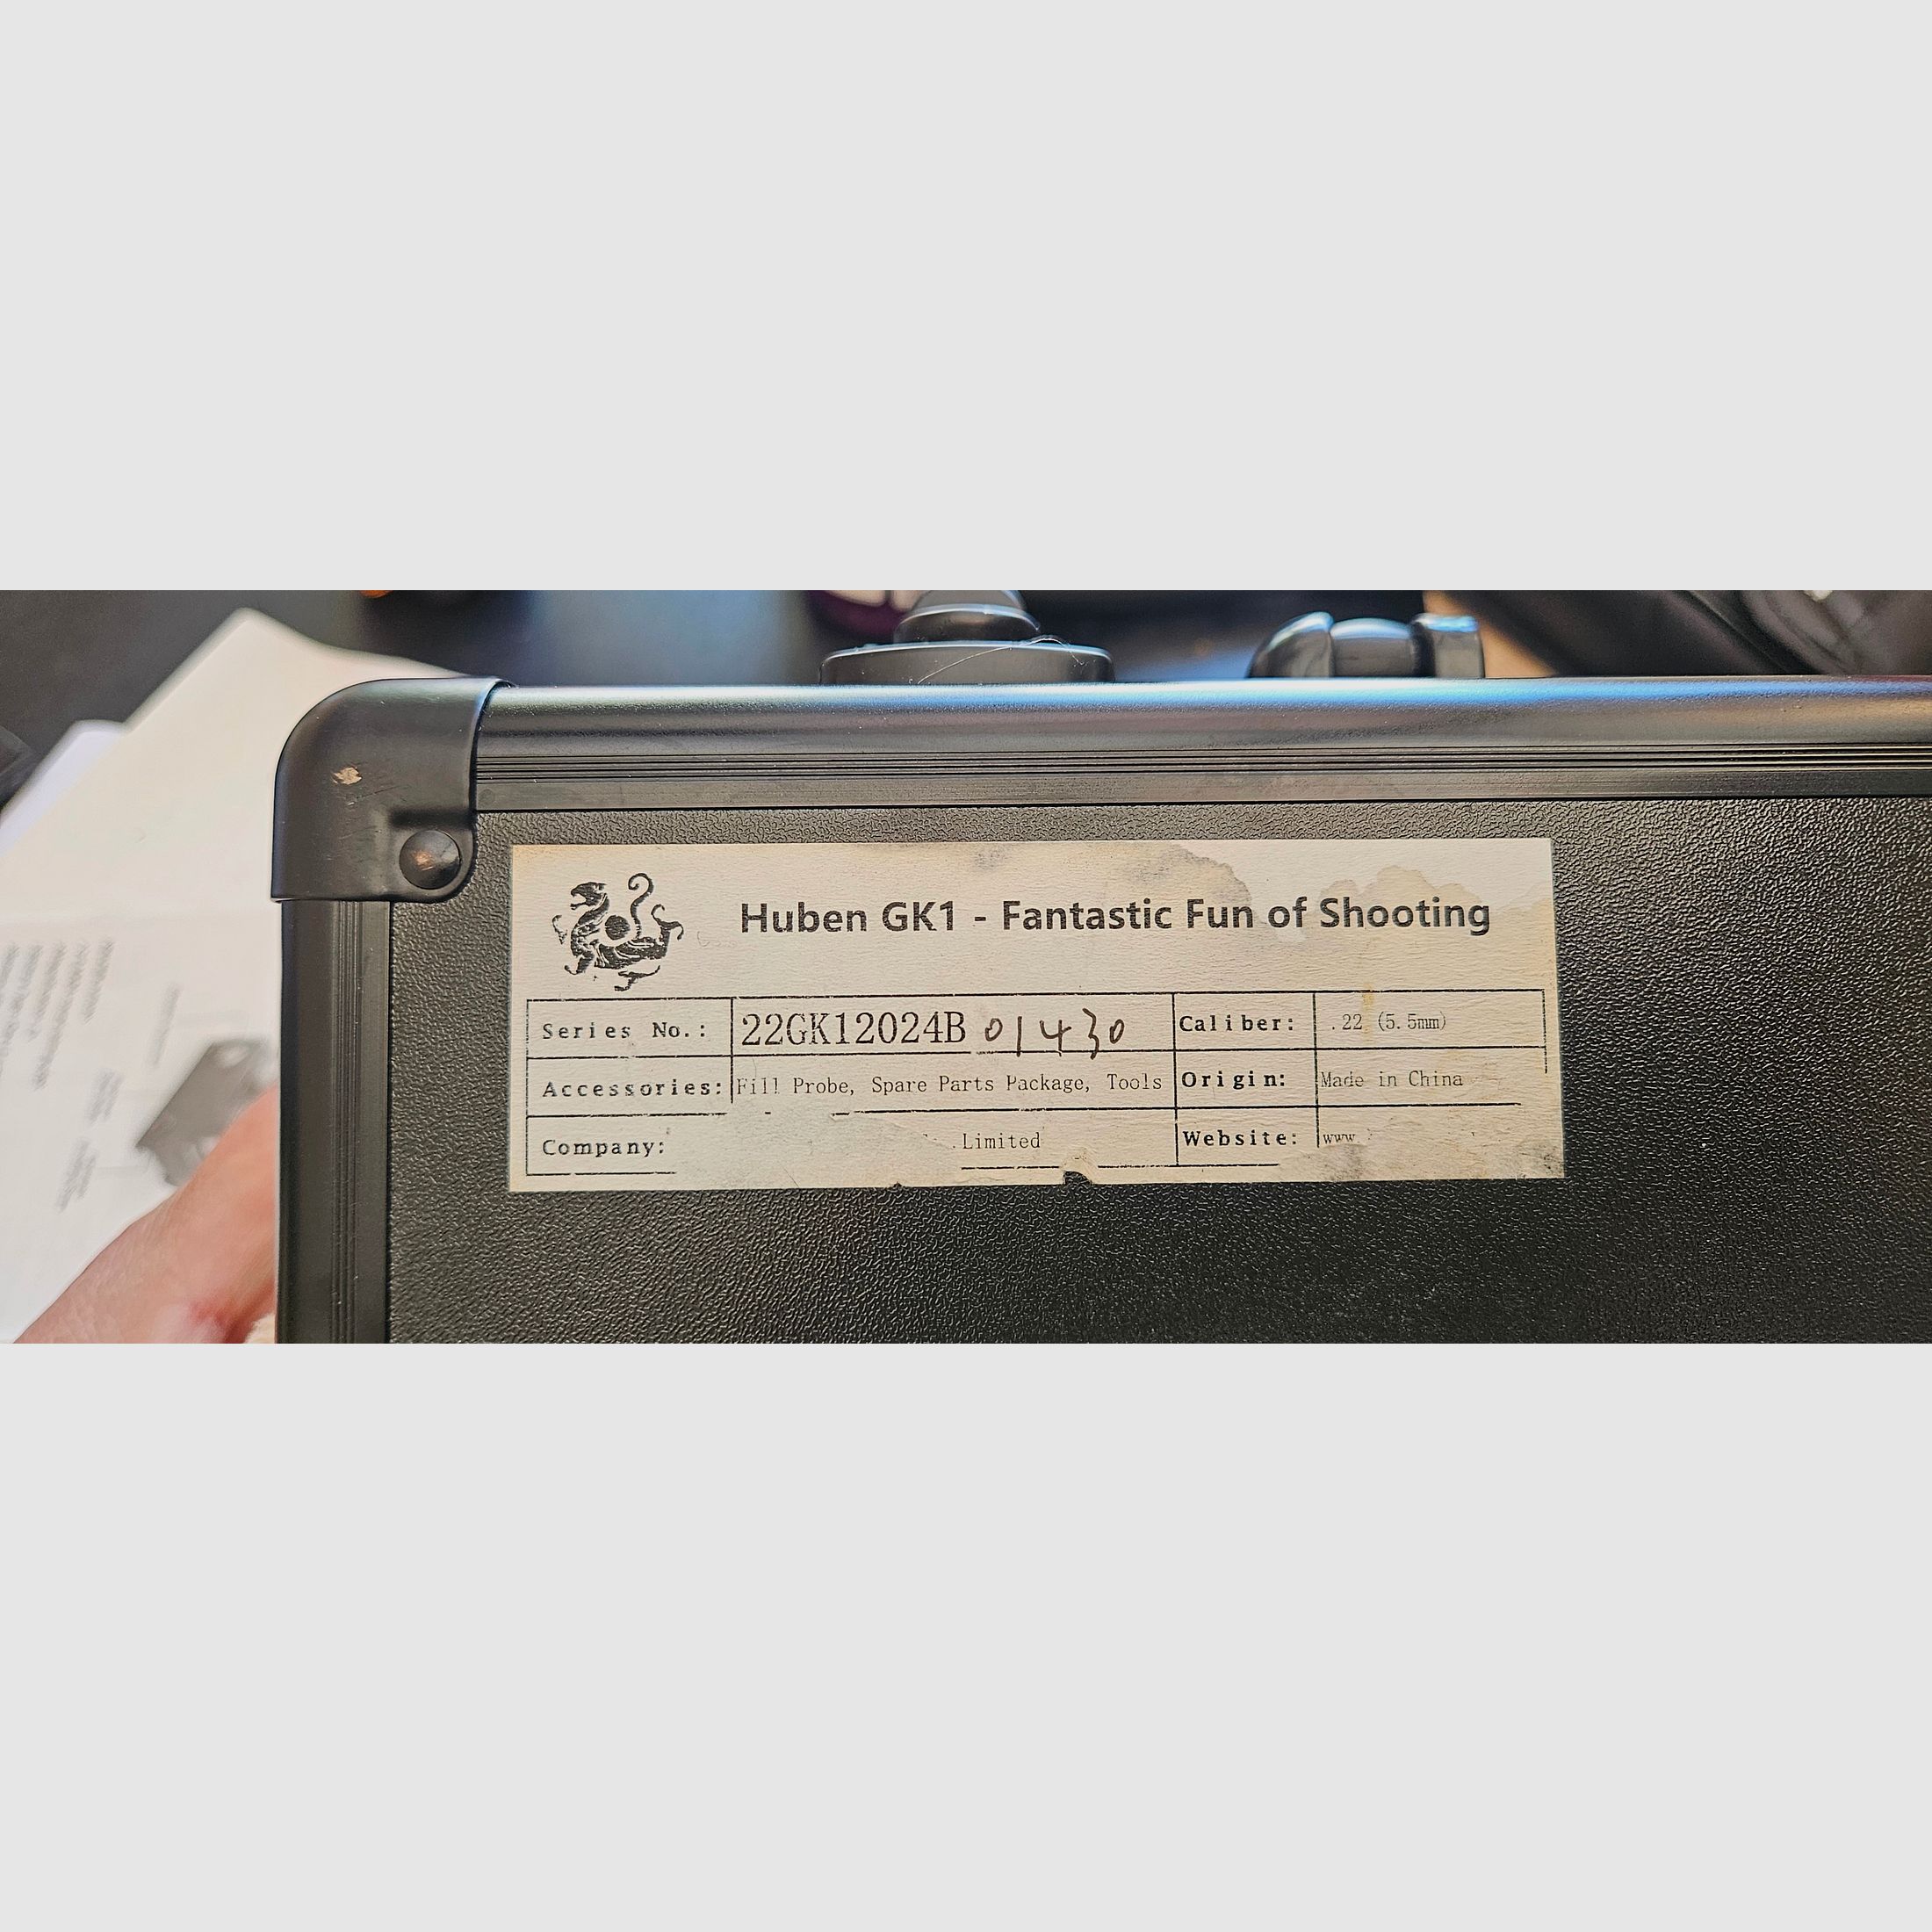 Huben GK1 - Fantastic Fun of Shooting
Series No.: 22GK12024B 01430 Caliber: .22 (5.5mm)
Accessories: Fill Probe, Spare Parts Package, Tools Origin: Made in China
Company: Limited Website: www